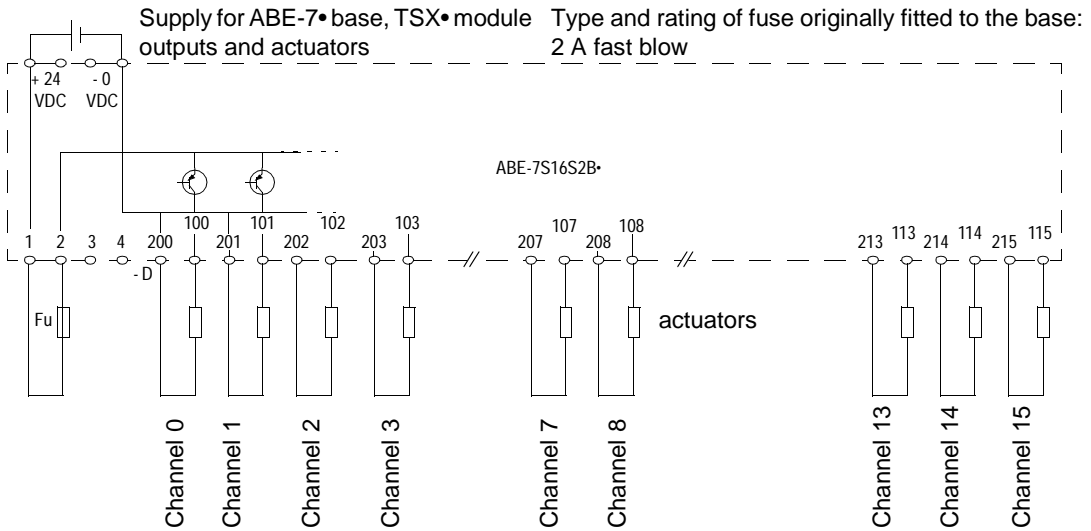 Supply for ABE-7• base, TSX• module
outputs and actuators
Type and rating of fuse originally fitted to the base:
2 A fast blow
+ 24 - 0
VDC VDC
ABE-7S16S2B•
100 101 102 103 107 108 113 114 115
1 2 3 4 200 201 202 203 207 208 213 214 215
- D
Fu
actuators
Channel 0
Channel 1
Channel 2
Channel 3
Channel 7
Channel 8
Channel 13
Channel 14
Channel 15